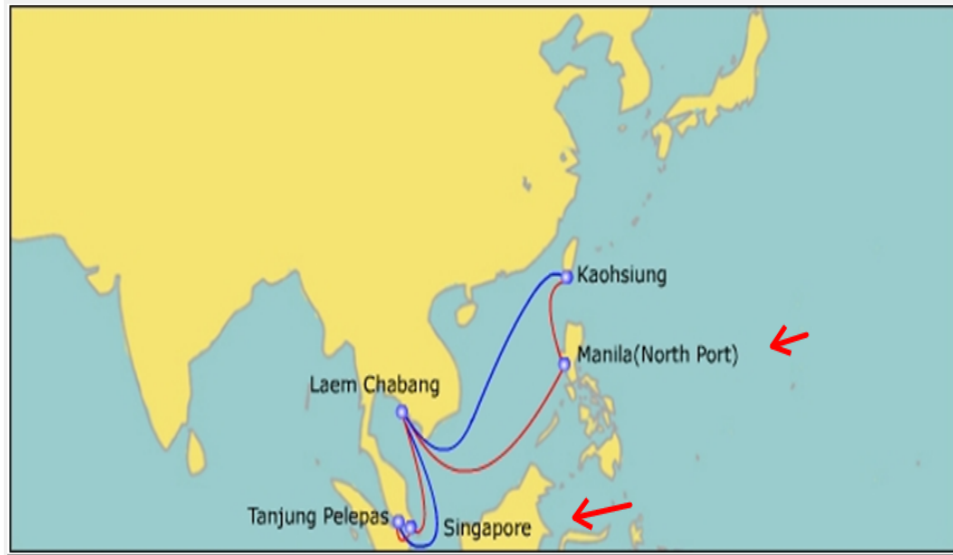 Kaohsiung
Manila(North Port)
Laem Chabang
Tanjung Pelepas
Singapore